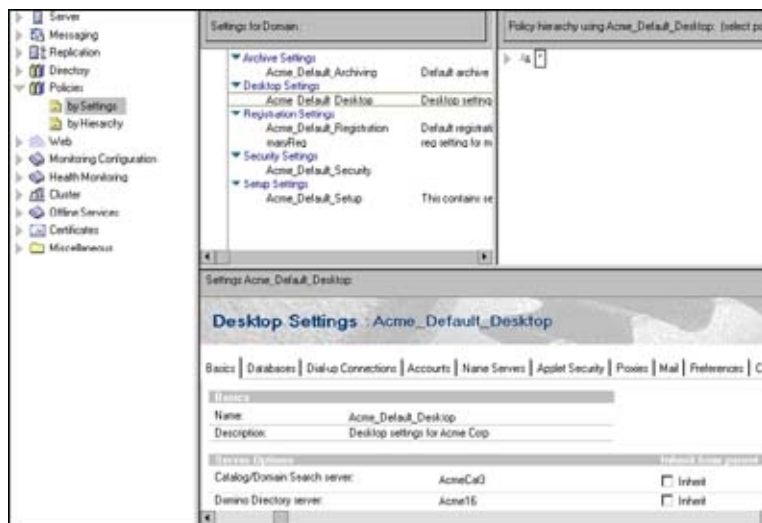 Server
Messaging
Replication
Directory
Policies
by Settings
by Hierarchy
Web
Monitoring Configuration
Health Monitoring
Cluster
Offline Services
Certificates
Miscellaneous
Settings for Domain:
Archive Settings
Acme_Default_Archiving Default archive
Desktop Settings
Acme_Default_Desktop Desktop setting
Registration Settings
Acme_Default_Registration Default registrati
maryReg reg setting for m
Security Settings
Acme_Default_Security
Setup Settings
Acme_Default_Setup This contains se
Policy hierarchy using Acme_Default_Desktop: (select po
*
Settings Acme_Default_Desktop:
Desktop Settings : Acme_Default_Desktop
Basics | Databases | Dial-up Connections | Accounts | Name Servers | Applet Security | Proxies | Mail | Preferences | C
Basics
Name: Acme_Default_Desktop
Description: Desktop settings for Acme Corp
Server Options Inherit from parent
Catalog/Domain Search server: Inherit
Domino Directory server: Acme16 Inherit